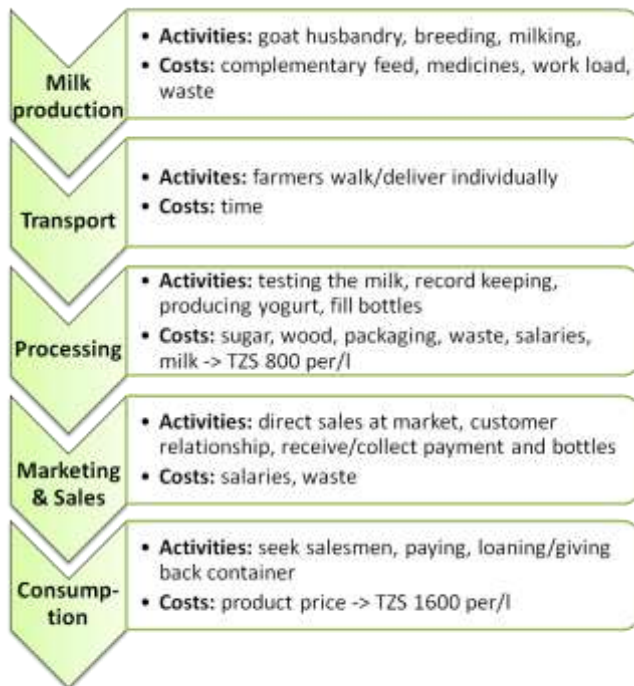 Milk
production
• Activities: goat husbandry, breeding, milking,
• Costs: complementary feed, medicines, work load,
waste
Transport
• Activites: farmers walk/deliver individually
• Costs: time
Processing
• Activities: testing the milk, record keeping,
producing yogurt, fill bottles
• Costs: sugar, wood, packaging, waste, salaries,
milk -> TZS 800 per/l
Marketing
& Sales
• Activities: direct sales at market, customer
relationship, receive/collect payment and bottles
• Costs: salaries, waste
Consump-
tion
• Activities: seek salesmen, paying, loaning/giving
back container
• Costs: product price -> TZS 1600 per/l